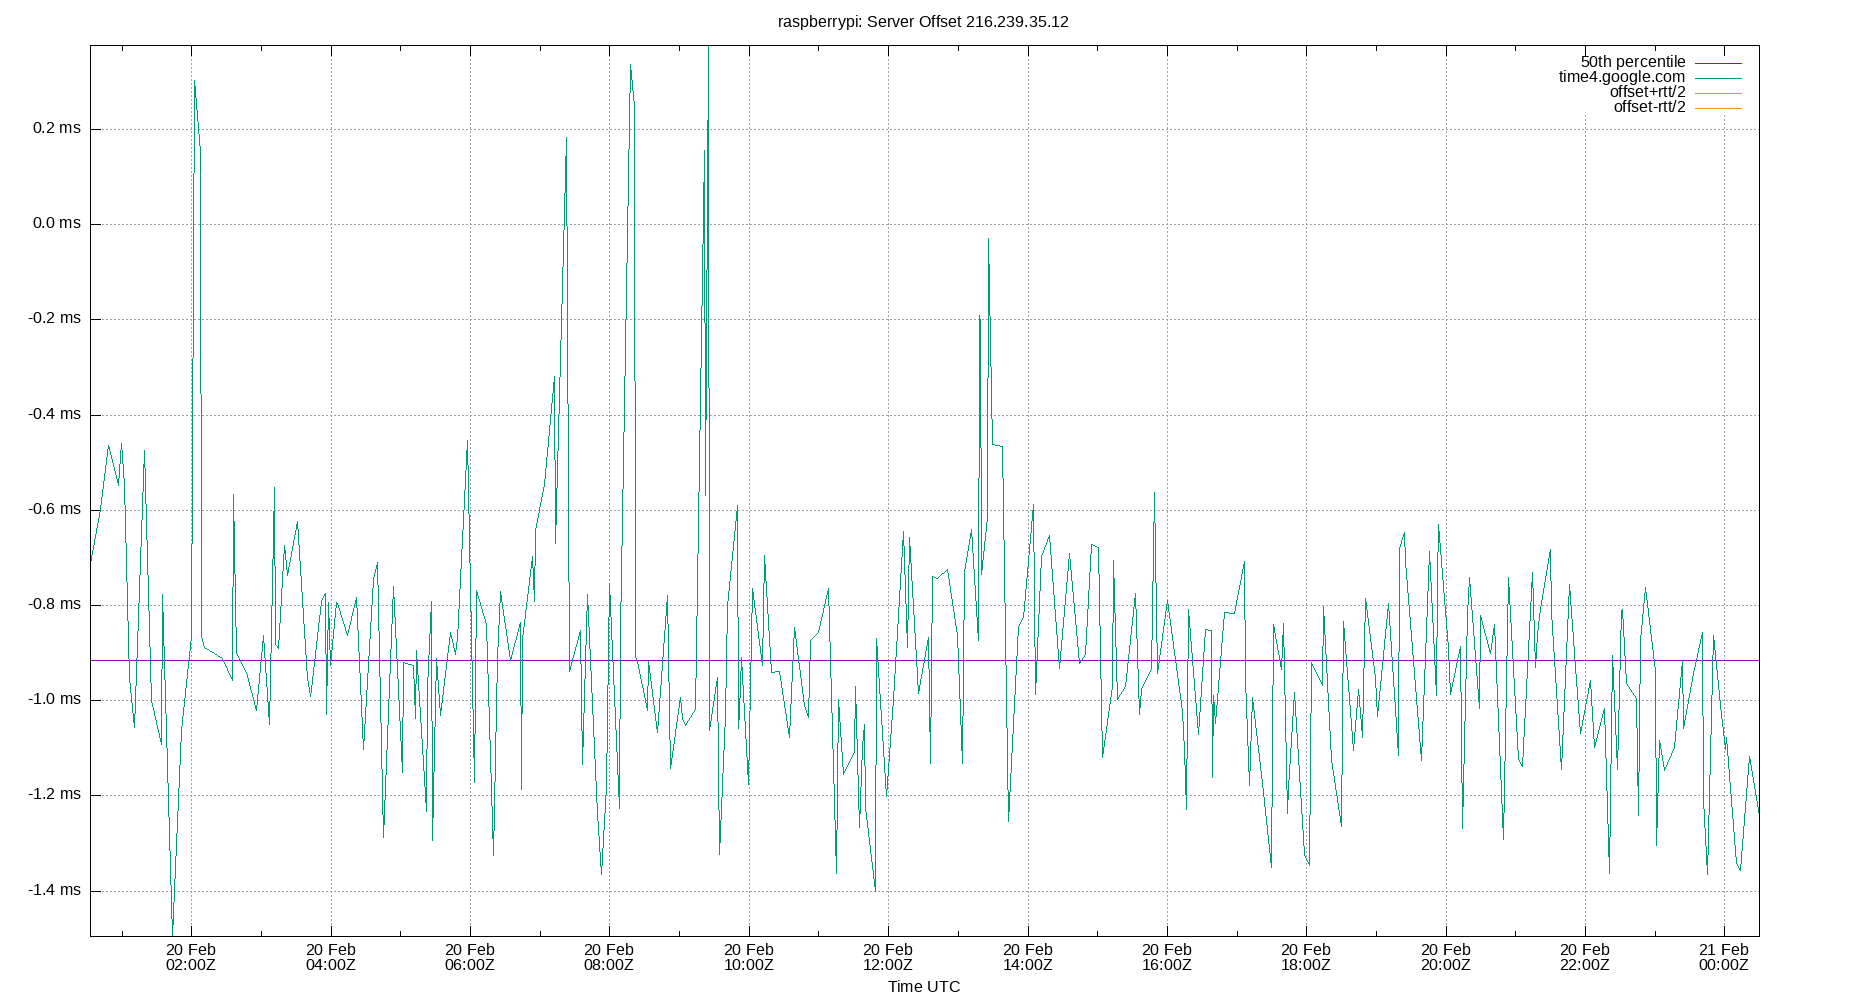 raspberrypi: Server Offset 216.239.35.12
50th percentile
time4.google.com
offset+rtt/2
offset-rtt/2
0.2 ms
0.0 ms
-0.2 ms
-0.4 ms
-0.6 ms
-0.8 ms
-1.0 ms
-1.2 ms
-1.4 ms
20 Feb 20 Feb 20 Feb 20 Feb 20 Feb 20 Feb 20 Feb 20 Feb 20 Feb 20 Feb 20 Feb 21 Feb
02:00Z 04:00Z 06:00Z 08:00Z 10:00Z 12:00Z 14:00Z 16:00Z 18:00Z 20:00Z 22:00Z 00:00Z
Time UTC